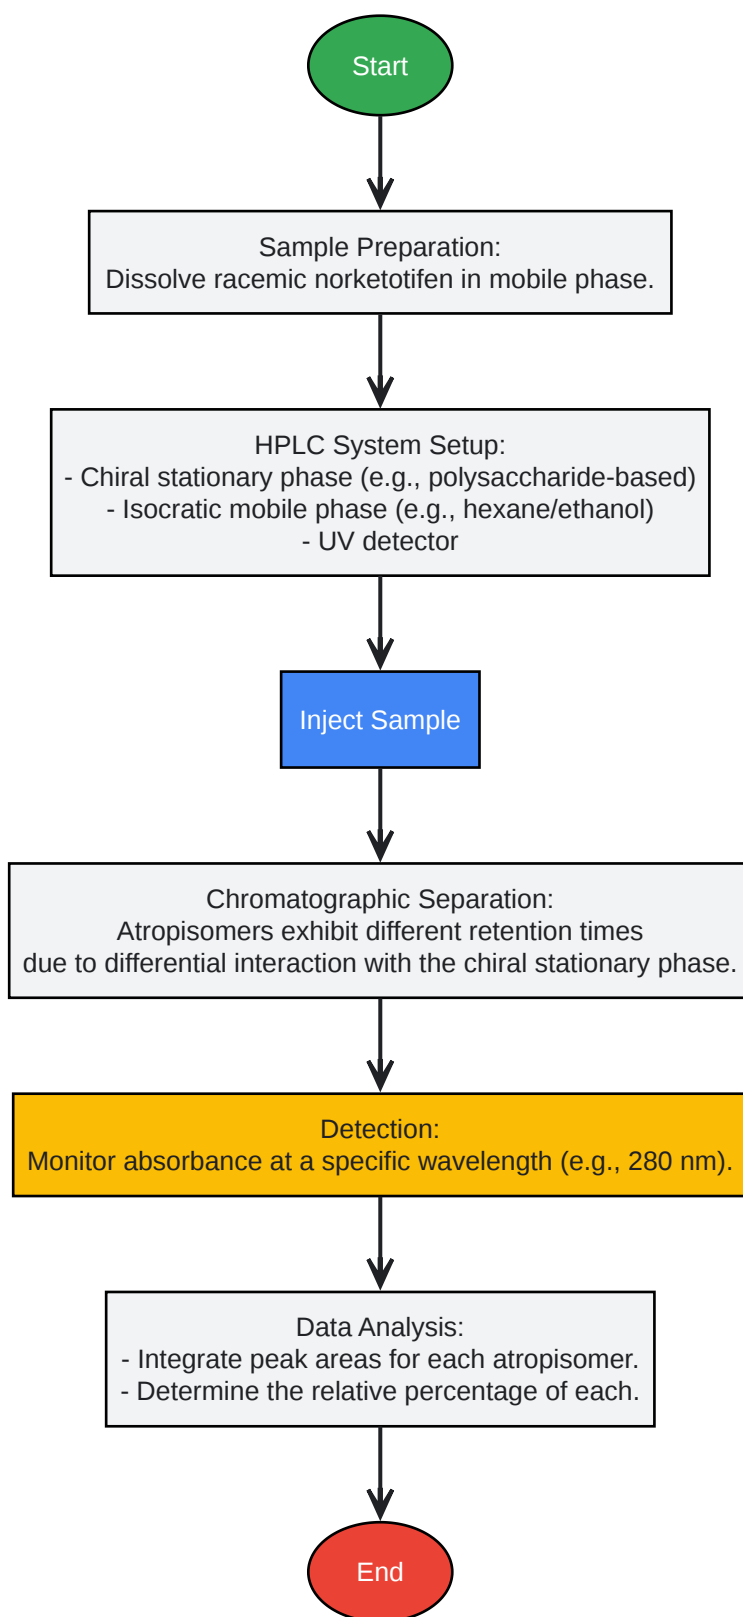 Start
Sample Preparation:
Dissolve racemic norketotifen in mobile phase.
HPLC System Setup:
- Chiral stationary phase (e.g., polysaccharide-based)
- Isocratic mobile phase (e.g., hexane/ethanol)
- UV detector
Inject Sample
Chromatographic Separation:
Atropisomers exhibit different retention times
due to differential interaction with the chiral stationary phase.
Detection:
Monitor absorbance at a specific wavelength (e.g., 280 nm).
Data Analysis:
- Integrate peak areas for each atropisomer.
- Determine the relative percentage of each.
End